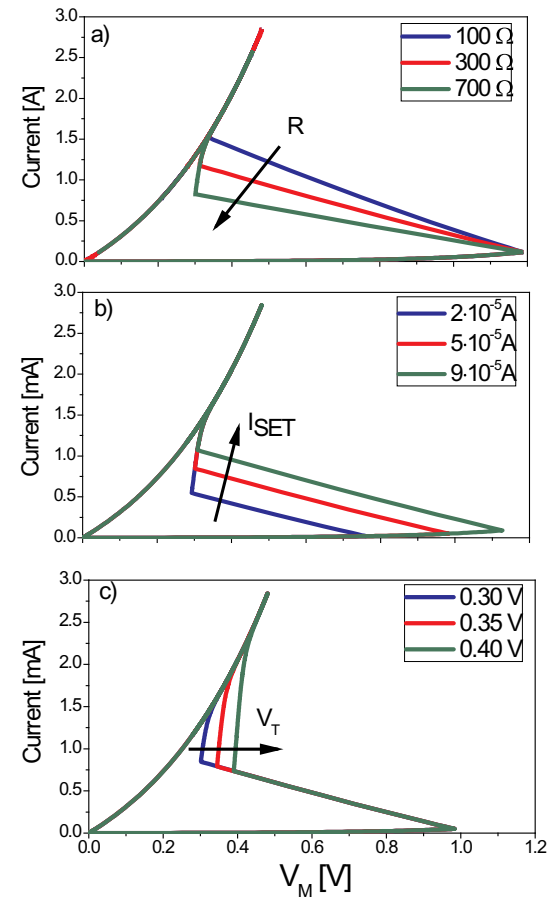 a)
3.0
2.5
2.0
1.5
1.0
0.5
0.0
Current [A]
100 Ω
300 Ω
700 Ω
R
b)
3.0
2.5
2.0
1.5
1.0
0.5
0.0
Current [mA]
2·10⁻⁵A
5·10⁻⁵A
9·10⁻⁵A
I_SET
c)
3.0
2.5
2.0
1.5
1.0
0.5
0.0
Current [mA]
0.30 V
0.35 V
0.40 V
V_T
0.0 0.2 0.4 0.6 0.8 1.0 1.2
V_M [V]